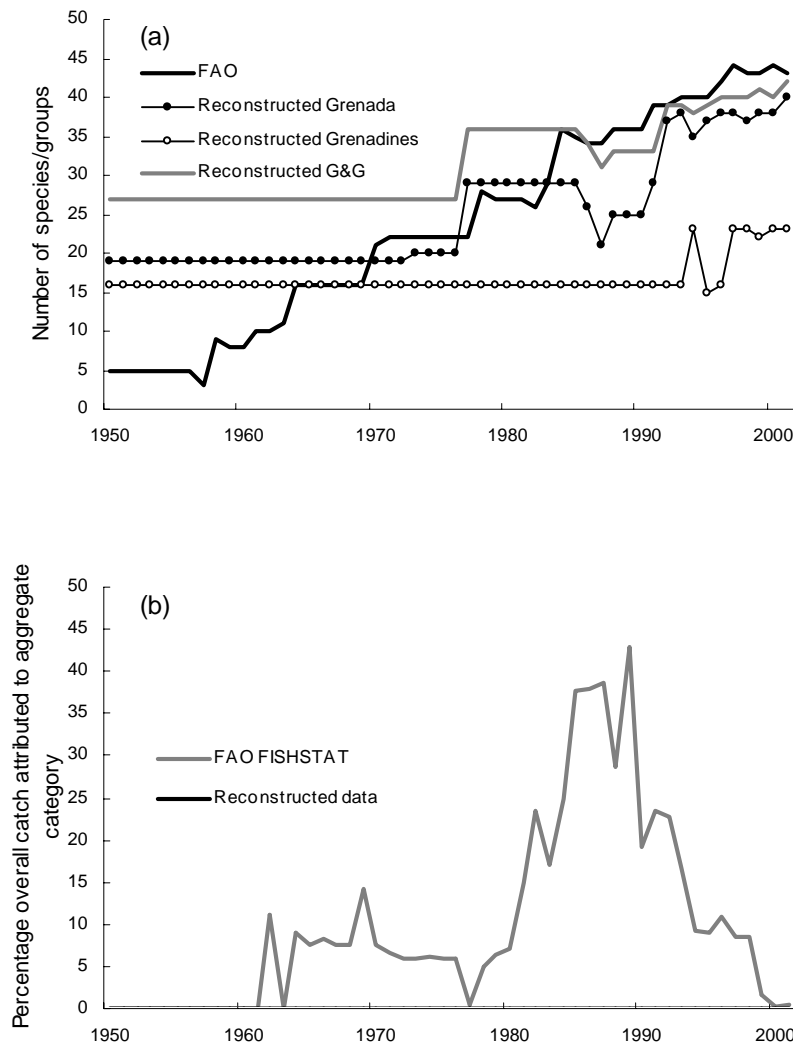 (a)
FAO
Reconstructed Grenada
Reconstructed Grenadines
Reconstructed G&G
Number of species/groups
50
45
40
35
30
25
20
15
10
5
0
1950 1960 1970 1980 1990 2000
(b)
FAO FISHSTAT
Reconstructed data
Percentage overall catch attributed to aggregate
category
50
45
40
35
30
25
20
15
10
5
0
1950 1960 1970 1980 1990 2000